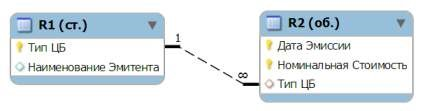 R1 (ст.)
Тип ЦБ
Наименование Эмитента
1
∞
R2 (об.)
Дата Эмиссии
Номинальная Стоимость
Тип ЦБ